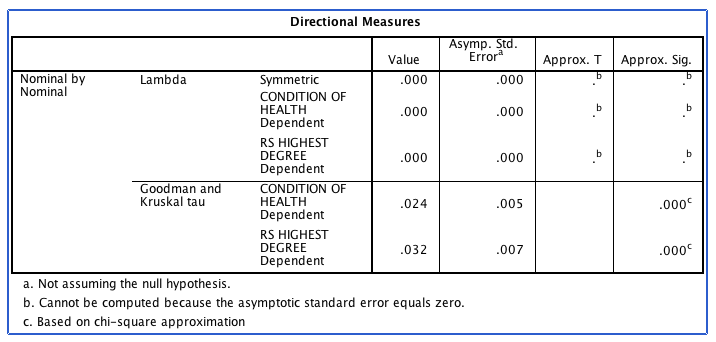 Directional Measures
Value Asymp. Std. Errorᵃ Approx. T Approx. Sig.
Nominal by Nominal Lambda Symmetric .000 .000 .ᵇ .ᵇ
CONDITION OF HEALTH Dependent .000 .000 .ᵇ .ᵇ
RS HIGHEST DEGREE Dependent .000 .000 .ᵇ .ᵇ
Goodman and Kruskal tau CONDITION OF HEALTH Dependent .024 .005 .000ᶜ
RS HIGHEST DEGREE Dependent .032 .007 .000ᶜ
a. Not assuming the null hypothesis.
b. Cannot be computed because the asymptotic standard error equals zero.
c. Based on chi-square approximation